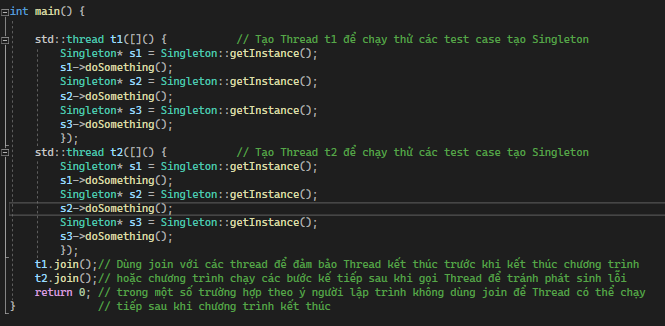 int main() {
std::thread t1([]() { // Tạo Thread t1 để chạy thử các test case tạo Singleton
Singleton* s1 = Singleton::getInstance();
s1->doSomething();
Singleton* s2 = Singleton::getInstance();
s2->doSomething();
Singleton* s3 = Singleton::getInstance();
s3->doSomething();
});
std::thread t2([]() { // Tạo Thread t2 để chạy thử các test case tạo Singleton
Singleton* s1 = Singleton::getInstance();
s1->doSomething();
Singleton* s2 = Singleton::getInstance();
s2->doSomething();
Singleton* s3 = Singleton::getInstance();
s3->doSomething();
});
t1.join();// Dùng join với các thread để đảm bảo Thread kết thúc trước khi kết thúc chương trình
t2.join();// hoặc chương trình chạy các bước kế tiếp sau khi gọi Thread để tránh phát sinh lỗi
return 0; // trong một số trường hợp theo ý người lập trình không dùng join để Thread có thể chạy
} // tiếp sau khi chương trình kết thúc